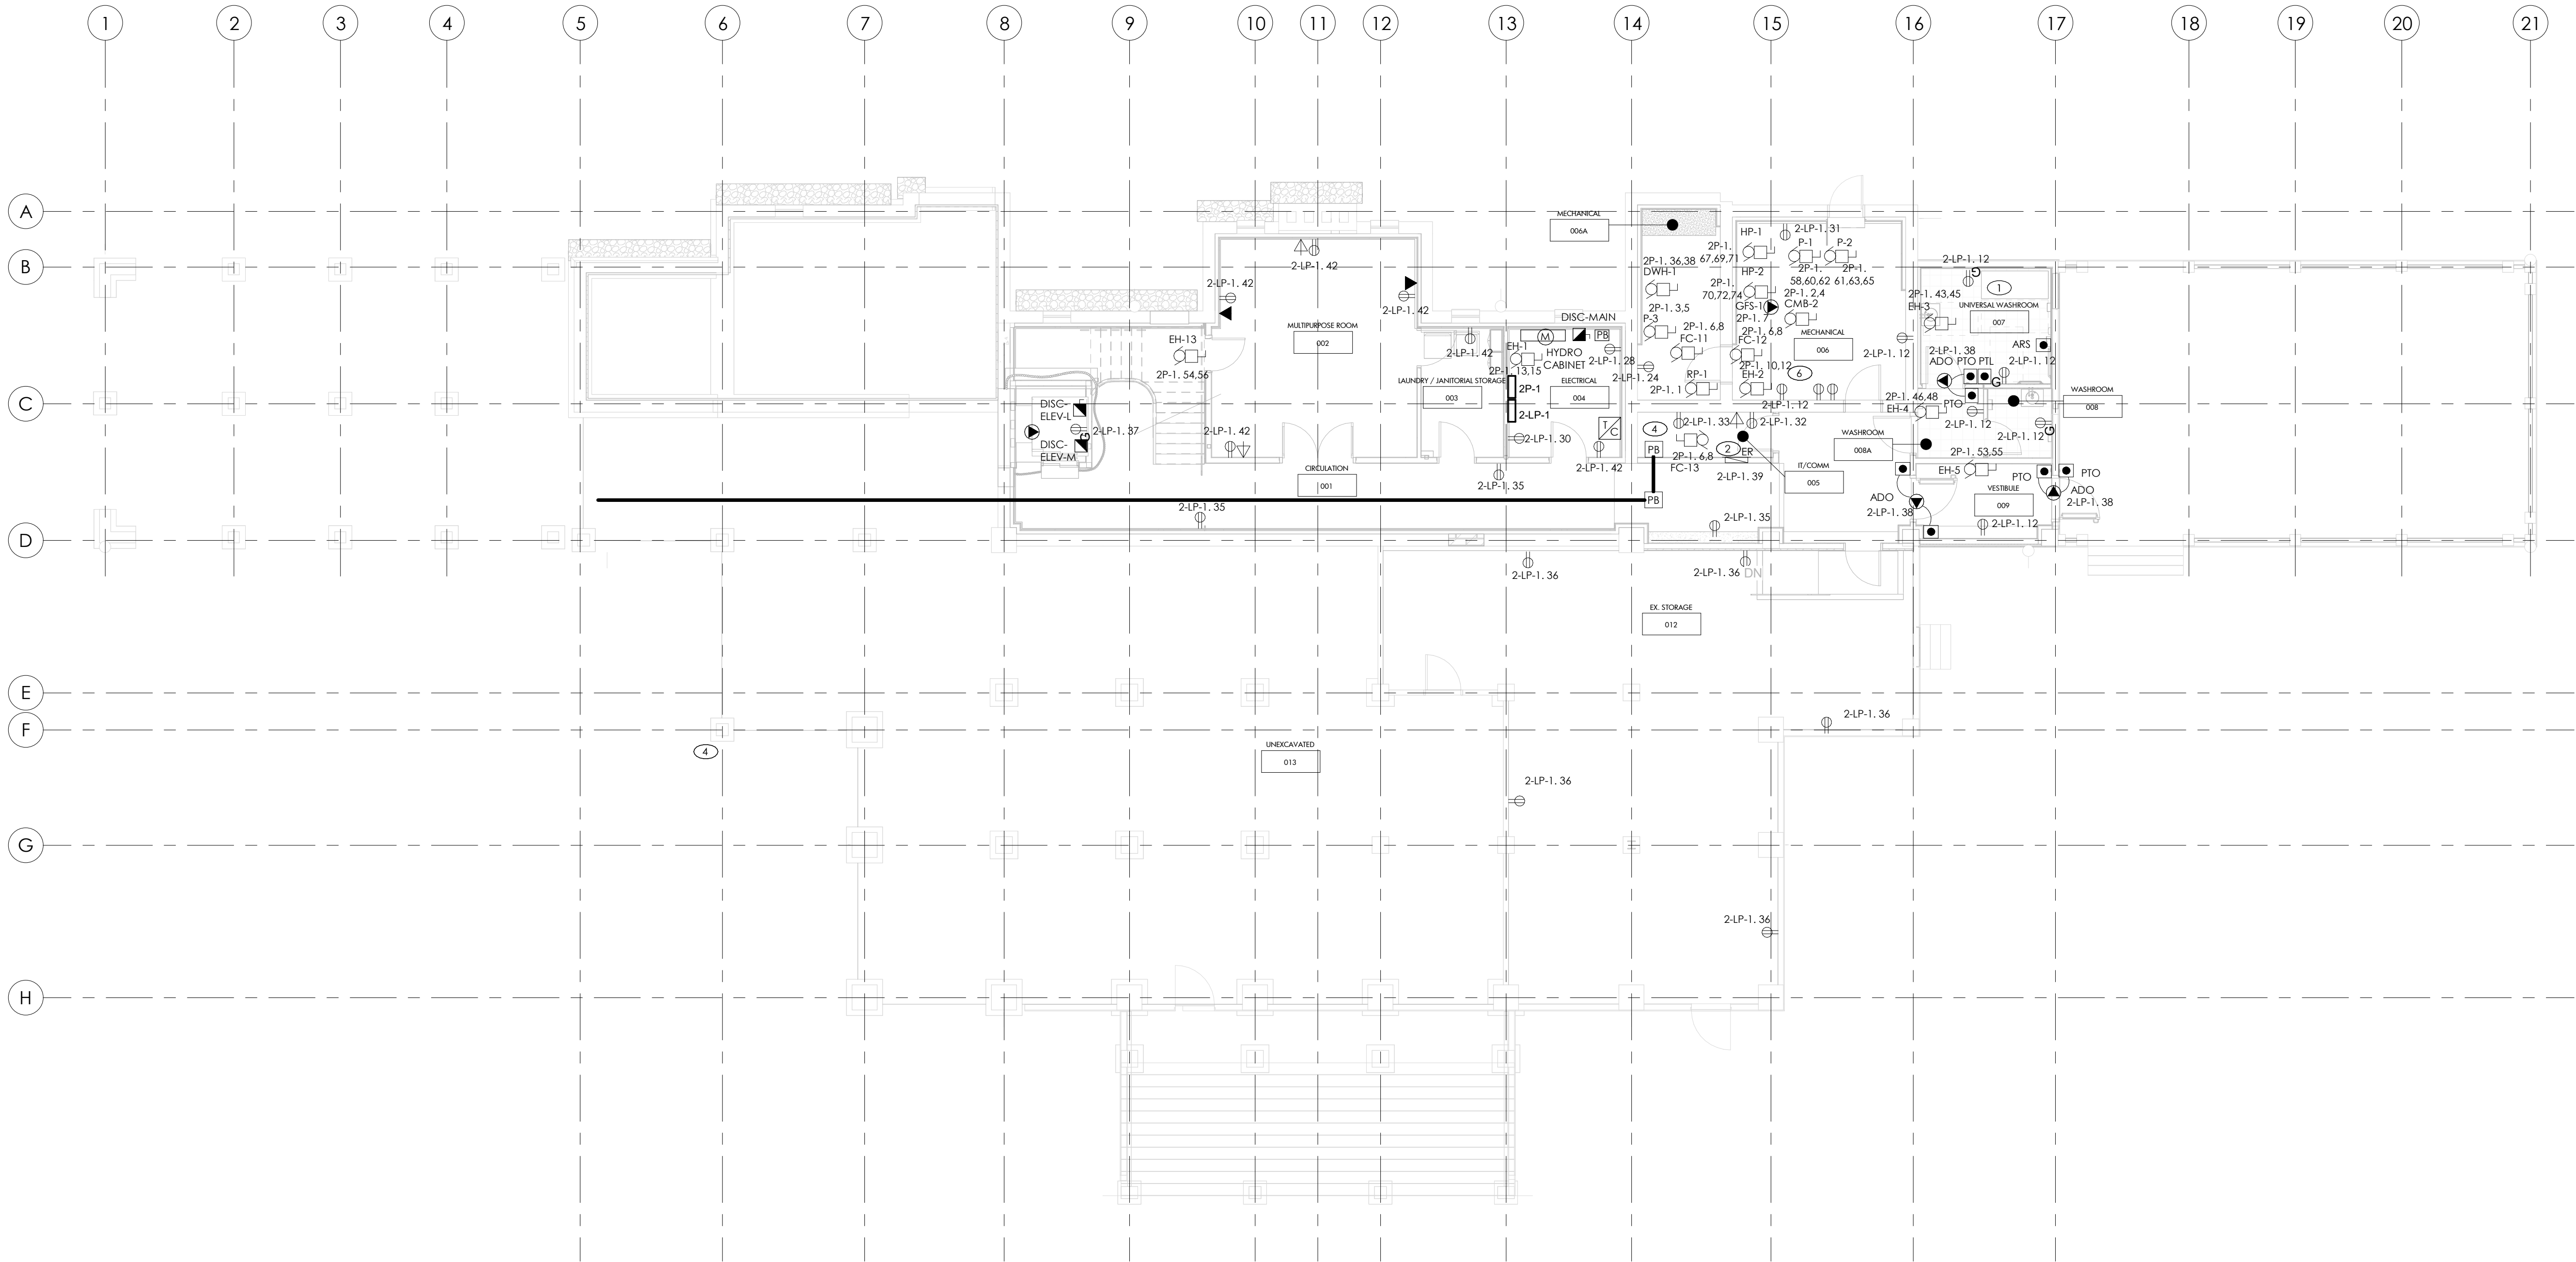 1 2 3 4 5 6 7 8 9 10 11 12 13 14 15 16 17 18 19 20 21
A
MECHANICAL
006A
HP-1
2-LP-1. 31
P-1
P-2
2P-1.
67,69,71
B
2-LP-1. 42
2P-1. 36,38
DWH-1
HP-2
2P-1.
58,60,62
2P-1.
61,63,65
2-LP-1. 12
G
2-LP-1. 42
2P-1.
70,72,74
2P-1. 2,4
CMB-2
1
2P-1. 43,45
EH-3
UNIVERSAL WASHROOM
007
2-LP-1. 42
2P-1. 3,5
P-3
GFS-1
2P-1. 7
DISC-MAIN
MULTIPURPOSE ROOM
002
M
PB
2P-1. 6,8
FC-11
2P-1. 6,8
FC-12
MECHANICAL
006
EH-13
2P-1. 54,56
2-LP-1. 42
EH-1
HYDRO
CABINET
2-LP-1. 28
2-LP-1. 12
ARS
2-LP-1. 38
ADO PTO PTL
2-LP-1. 12
2P-1. 13,15
2-LP-1. 24
2P-1. 10,12
EH-2
6
RP-1
2P-1. 1
G
LAUNDRY / JANITORIAL STORAGE
003
2P-1
ELECTRICAL
004
WASHROOM
008
C
DISC-
ELEV-L
2-LP-1
2-LP-1. 12
2P-1. 46,48
EH-4
PTO
2-LP-1. 12
G
2-LP-1. 37
DISC-
ELEV-M
2-LP-1. 42
2-LP-1. 30
T
C
4
2-LP-1. 33
2-LP-1. 32
WASHROOM
008A
2-LP-1. 12
G
PB
2
ER
2P-1. 6,8
FC-13
2P-1. 53,55
EH-5
CIRCULATION
001
2-LP-1. 42
2-LP-1. 39
IT/COMM
005
PTO
PTO
2-LP-1. 35
VESTIBULE
009
ADO
2-LP-1. 38
ADO
2-LP-1. 38
PB
2-LP-1. 35
2-LP-1. 35
2-LP-1. 12
D
2-LP-1. 36
2-LP-1. 36
DN
EX. STORAGE
012
E
2-LP-1. 36
F
4
UNEXCAVATED
013
2-LP-1. 36
G
2-LP-1. 36
H